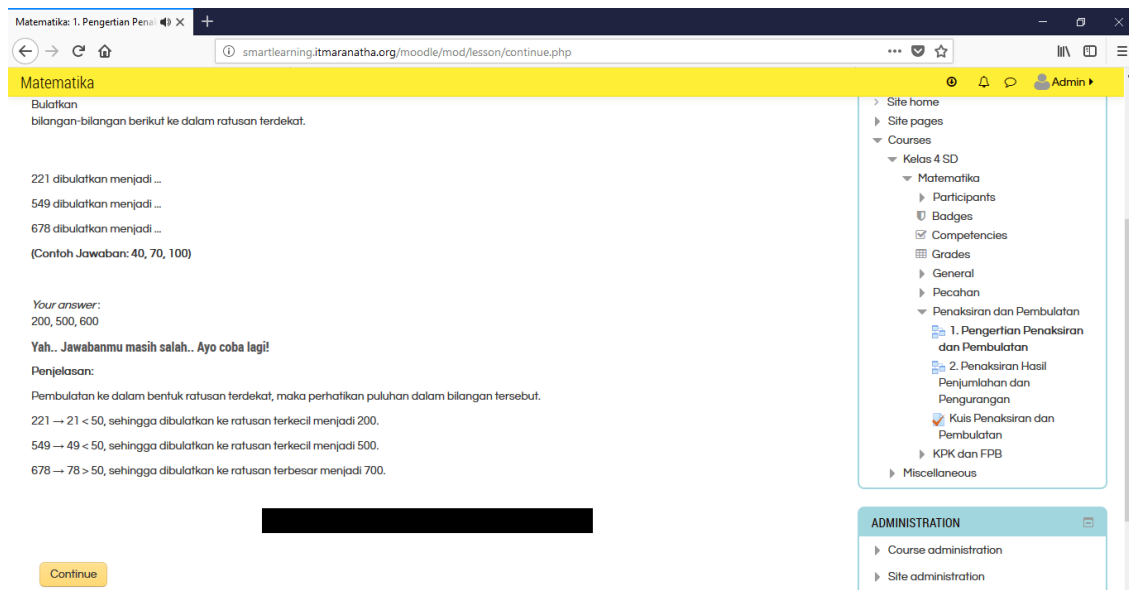 Matematika: 1. Pengertian Penal
smartlearning.itmaranatha.org/moodle/mod/lesson/continue.php
Matematika
Admin
Bulatkan
bilangan-bilangan berikut ke dalam ratusan terdekat.
221 dibulatkan menjadi ...
549 dibulatkan menjadi ...
678 dibulatkan menjadi ...
(Contoh Jawaban: 40, 70, 100)
Your answer :
200, 500, 600
Yah.. Jawabanmu masih salah.. Ayo coba lagi!
Penjelasan:
Pembulatan ke dalam bentuk ratusan terdekat, maka perhatikan puluhan dalam bilangan tersebut.
221 → 21 < 50, sehingga dibulatkan ke ratusan terkecil menjadi 200.
549 → 49 < 50, sehingga dibulatkan ke ratusan terkecil menjadi 500.
678 → 78 > 50, sehingga dibulatkan ke ratusan terbesar menjadi 700.
Continue
Site home
Site pages
Courses
Kelas 4 SD
Matematika
Participants
Badges
Competencies
Grades
General
Pecahan
Penaksiran dan Pembulatan
1. Pengertian Penaksiran
dan Pembulatan
2. Penaksiran Hasil
Penjumlahan dan
Pengurangan
Kuis Penaksiran dan
Pembulatan
KPK dan FPB
Miscellaneous
ADMINISTRATION
Course administration
Site administration